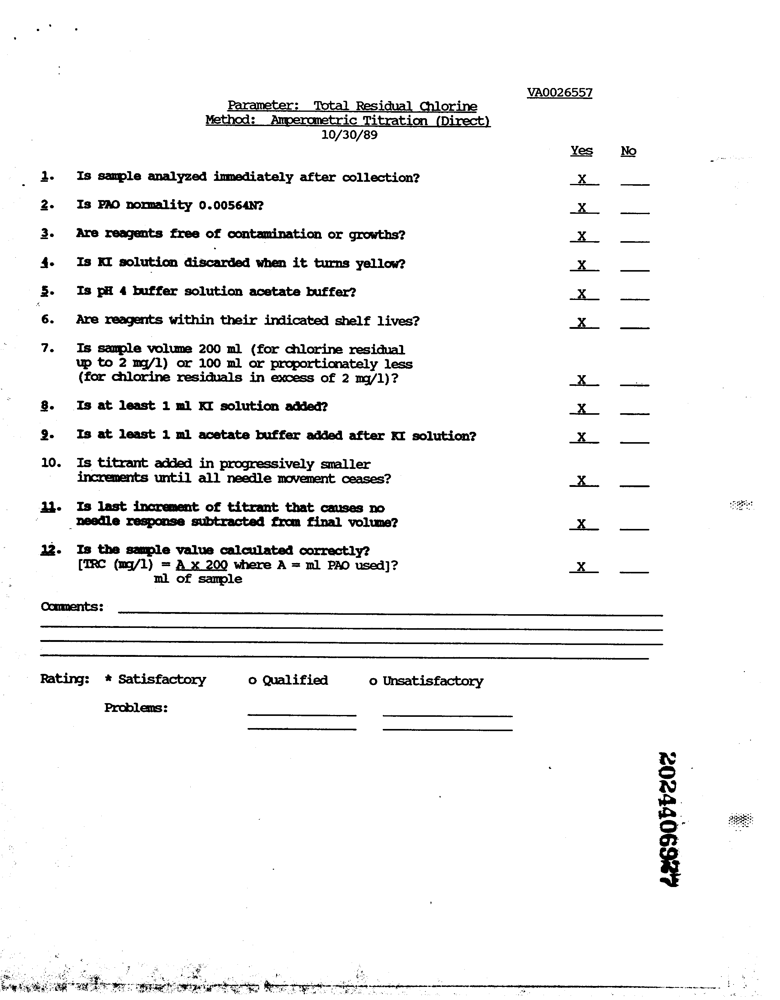 VA0026557
Parameter: Total Residual Chlorine
Method: Amperometric Titration (Direct)
10/30/89
Yes No
1. Is sample analyzed immediately after collection? X
2. Is PAO normality 0.00564N? X
3. Are reagents free of contamination or growths? X
4. Is KI solution discarded when it turns yellow? X
5. Is pH 4 buffer solution acetate buffer? X
6. Are reagents within their indicated shelf lives? X
7. Is sample volume 200 ml (for chlorine residual
up to 2 mg/l) or 100 ml or proportionately less
(for chlorine residuals in excess of 2 mg/l)? X
8. Is at least 1 ml KI solution added? X
9. Is at least 1 ml acetate buffer added after KI solution? X
10. Is titrant added in progressively smaller
increments until all needle movement ceases? X
11. Is last increment of titrant that causes no
needle response subtracted from final volume? X
12. Is the sample value calculated correctly?
[TRC (mg/l) = A x 200 where A = ml PAO used]? X
ml of sample
Comments:
Rating: * Satisfactory o Qualified o Unsatisfactory
Problems:
2024406927